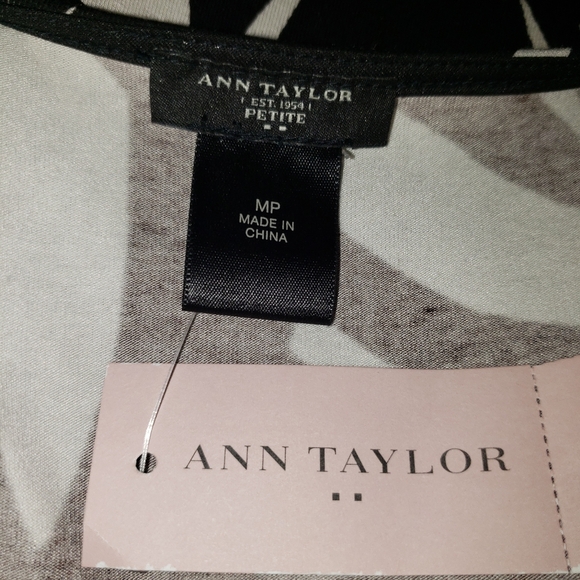 ANN TAYLOR
EST. 1954
PETITE
MP
MADE IN
CHINA
ANN TAYLOR